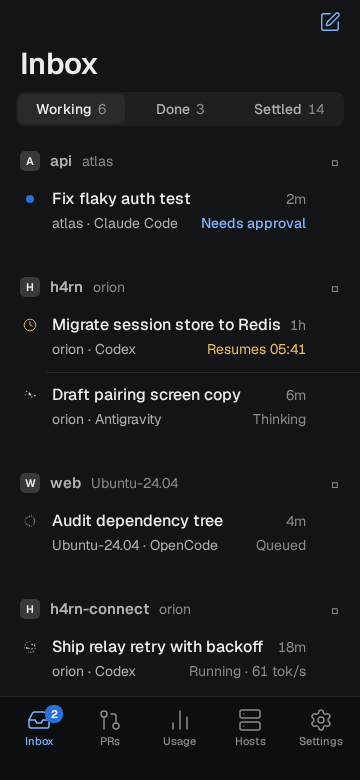 Inbox
Working 6 Done 3 Settled 14
A api atlas
Fix flaky auth test 2m
atlas · Claude Code Needs approval
H h4rn orion
Migrate session store to Redis 1h
orion · Codex Resumes 05:41
Draft pairing screen copy 6m
orion · Antigravity Thinking
W web Ubuntu-24.04
Audit dependency tree 4m
Ubuntu-24.04 · OpenCode Queued
H h4rn-connect orion
Ship relay retry with backoff 18m
orion · Codex Running · 61 tok/s
2
Inbox PRs Usage Hosts Settings